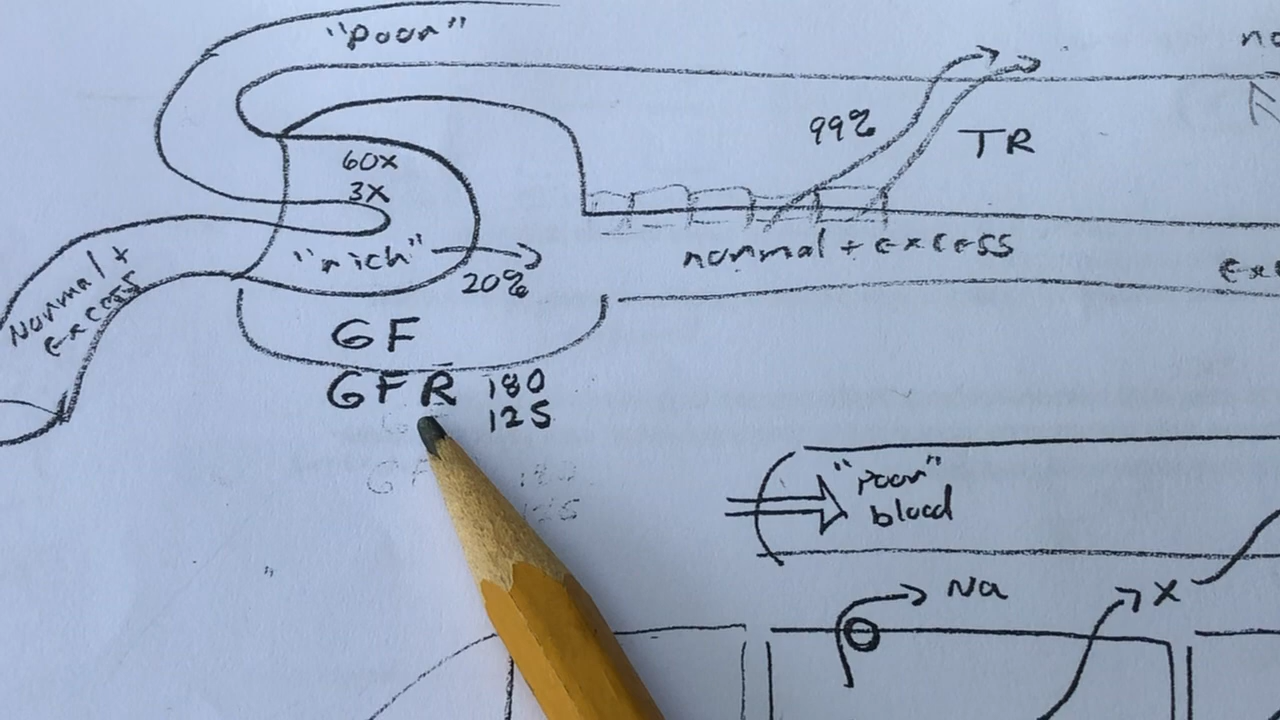 "Poor"
60x
3x
"rich"
20%
Normal +
excess
GF
GFR 180
125
99%
TR
normal + excess
"poor"
blood
Na
X